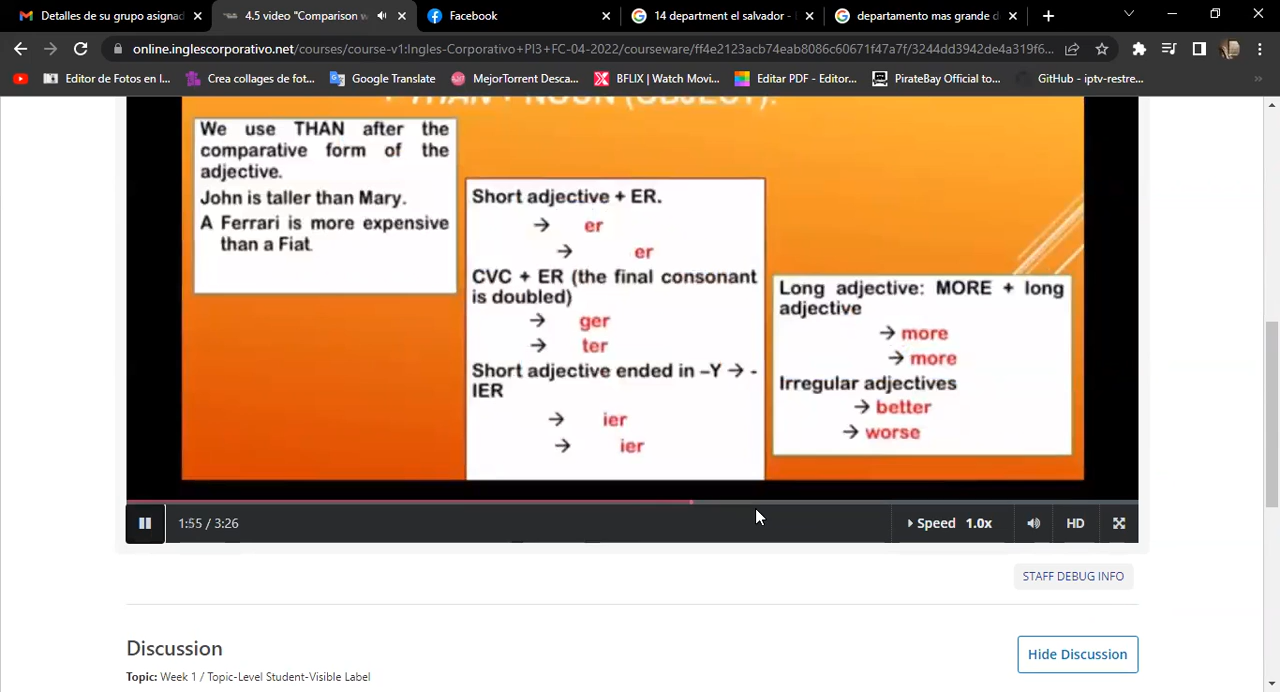 Detalles de su grupo asignad
4.5 video "Comparison w
Facebook
14 department el salvador -
departamento mas grande d
online.inglescorporativo.net/courses/course-v1:Ingles-Corporativo+PI3+FC-04-2022/courseware/ff4e2123acb74eab8086c60671f47a7f/3244dd3942de4a319f6...
Editor de Fotos en l...
Crea collages de fot...
Google Translate
MejorTorrent Desca...
BFLIX | Watch Movi...
Editar PDF - Editor...
PirateBay Official to...
GitHub - iptv-restre...
»
+ THAN + NOUN (OBJECT).
We use THAN after the
comparative form of the
adjective.
John is taller than Mary.
A Ferrari is more expensive
than a Fiat.
Short adjective + ER.
→ er
→ er
CVC + ER (the final consonant
is doubled)
→ ger
→ ter
Short adjective ended in –Y → -
IER
→ ier
→ ier
Long adjective: MORE + long
adjective
→ more
→ more
Irregular adjectives
→ better
→ worse
1:55 / 3:26
Speed 1.0x
HD
STAFF DEBUG INFO
Discussion
Hide Discussion
Topic: Week 1 / Topic-Level Student-Visible Label